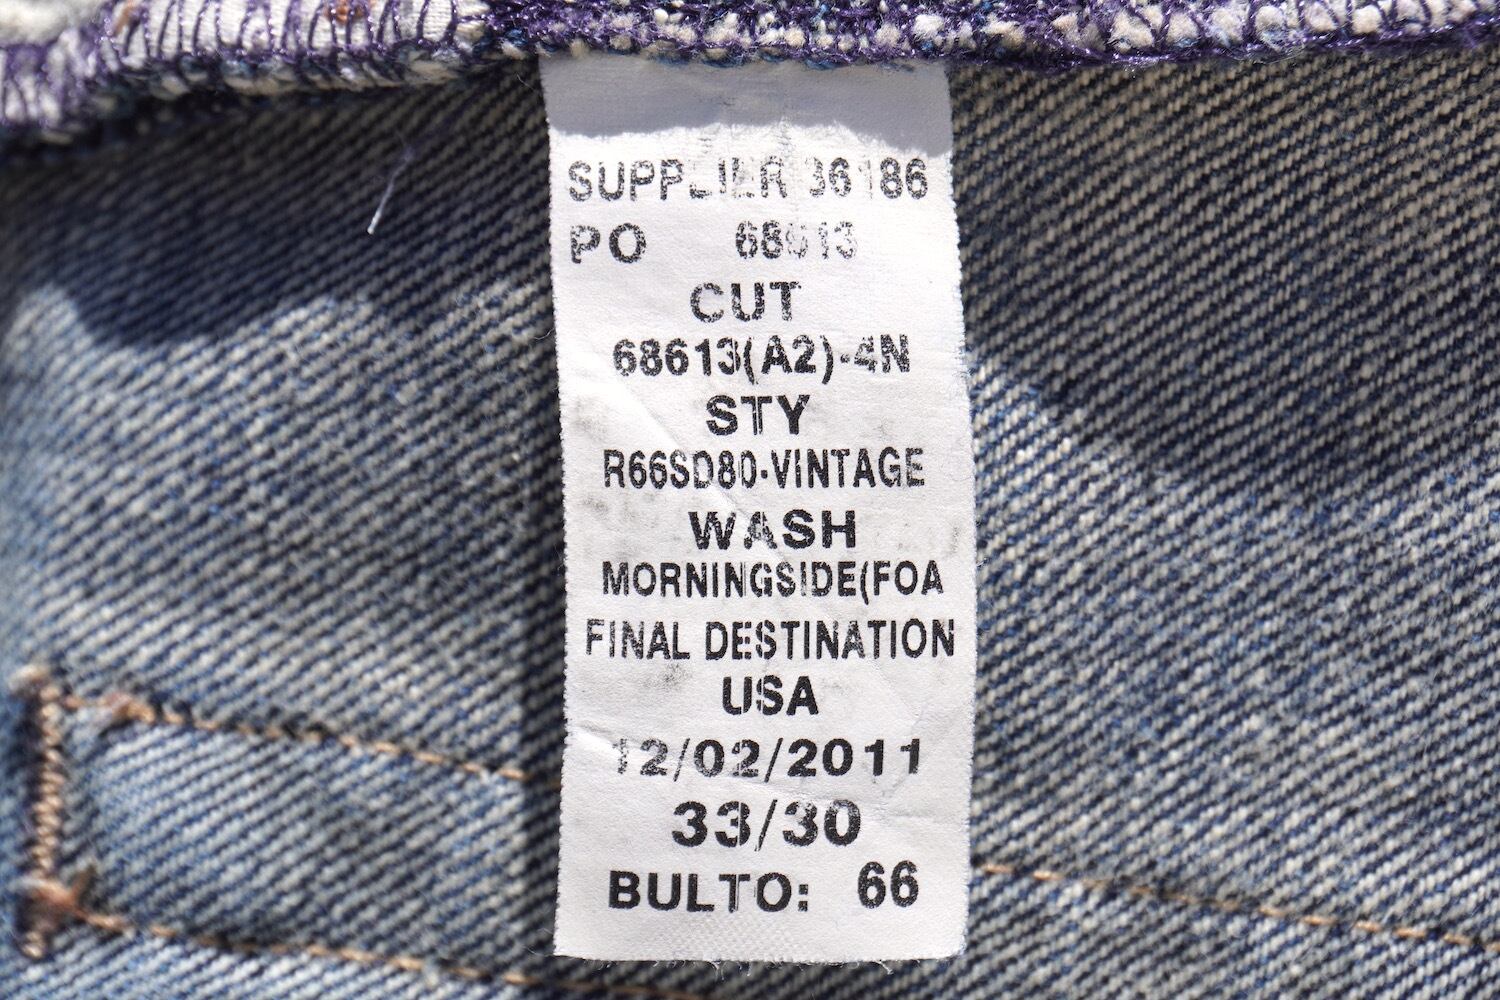 SUPPLIER 36186
PO 68613
CUT
68613(A2)-4N
STY
R66SD80-VINTAGE
WASH
MORNINGSIDE(FOA
FINAL DESTINATION
USA
12/02/2011
33/30
BULTO: 66